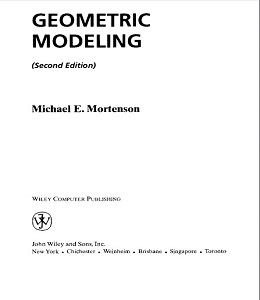 GEOMETRIC
MODELING
(Second Edition)
Michael E. Mortenson
WILEY COMPUTER PUBLISHING
John Wiley and Sons, Inc.
New York • Chichester • Weinheim • Brisbane • Singapore • Toronto